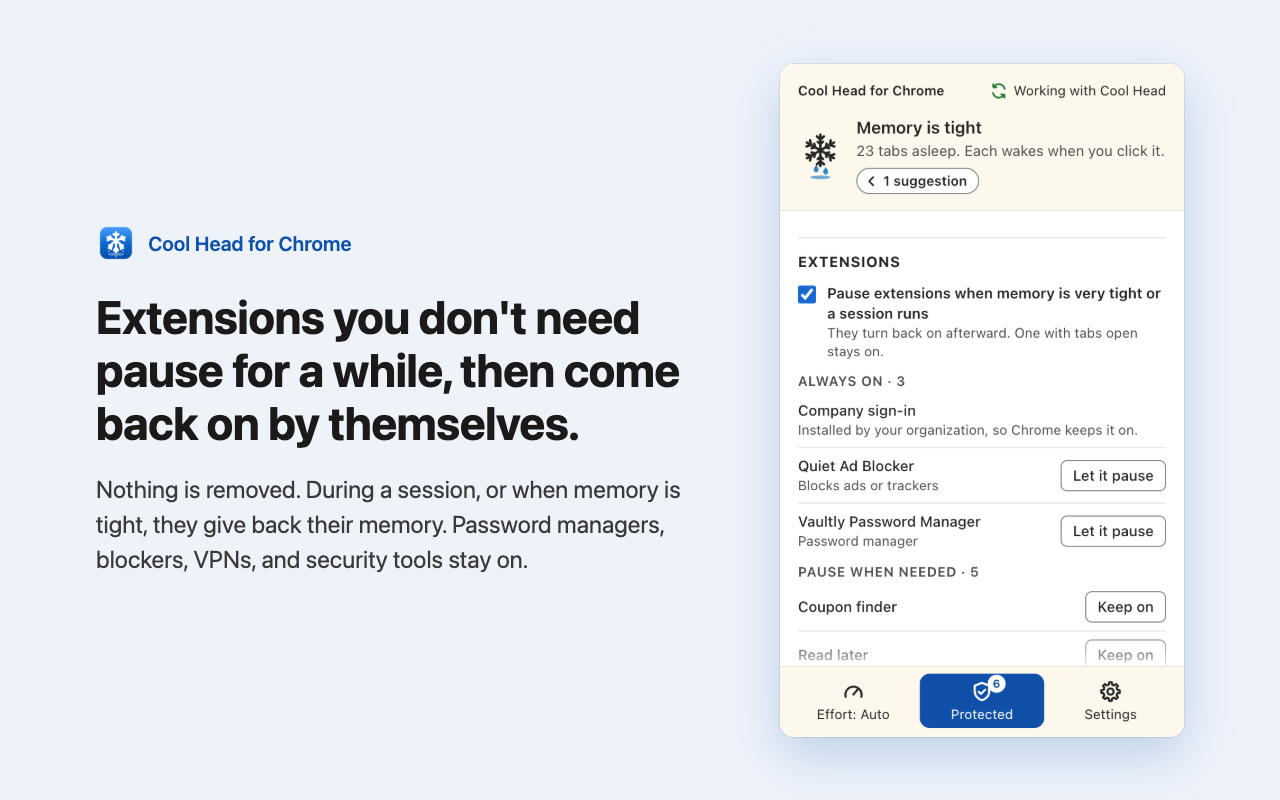 Cool Head for Chrome
Extensions you don't need
pause for a while, then come
back on by themselves.
Nothing is removed. During a session, or when memory is
tight, they give back their memory. Password managers,
blockers, VPNs, and security tools stay on.
Cool Head for Chrome
Working with Cool Head
Memory is tight
23 tabs asleep. Each wakes when you click it.
1 suggestion
EXTENSIONS
Pause extensions when memory is very tight or
a session runs
They turn back on afterward. One with tabs open
stays on.
ALWAYS ON · 3
Company sign-in
Installed by your organization, so Chrome keeps it on.
Quiet Ad Blocker
Blocks ads or trackers
Let it pause
Vaultly Password Manager
Password manager
Let it pause
PAUSE WHEN NEEDED · 5
Coupon finder
Keep on
Read later
Keep on
Effort: Auto
6
Protected
Settings